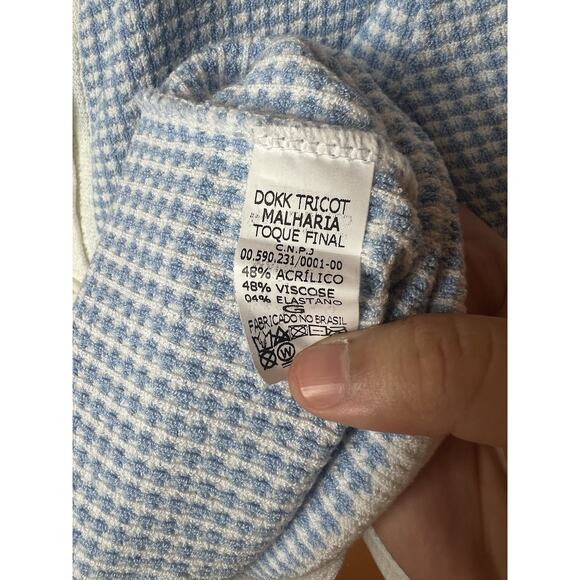 DOKK TRICOT
MALHARIA
TOQUE FINAL
C.N.P.J
00.590.231/0001-00
48% ACRÍLICO
48% VISCOSE
04% ELASTANO
G
FABRICADO NO BRASIL
W